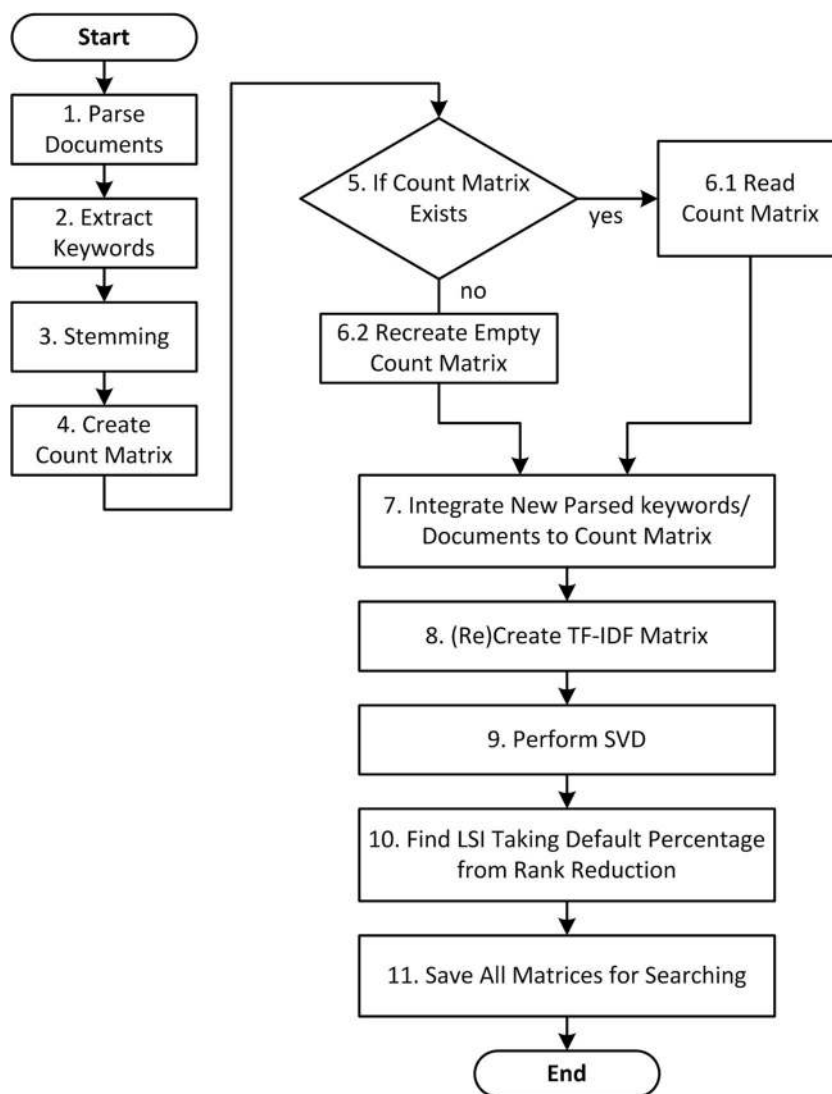 Start
1. Parse
Documents
2. Extract
Keywords
3. Stemming
4. Create
Count Matrix
5. If Count Matrix
Exists
yes
no
6.1 Read
Count Matrix
6.2 Recreate Empty
Count Matrix
7. Integrate New Parsed keywords/
Documents to Count Matrix
8. (Re)Create TF-IDF Matrix
9. Perform SVD
10. Find LSI Taking Default Percentage
from Rank Reduction
11. Save All Matrices for Searching
End